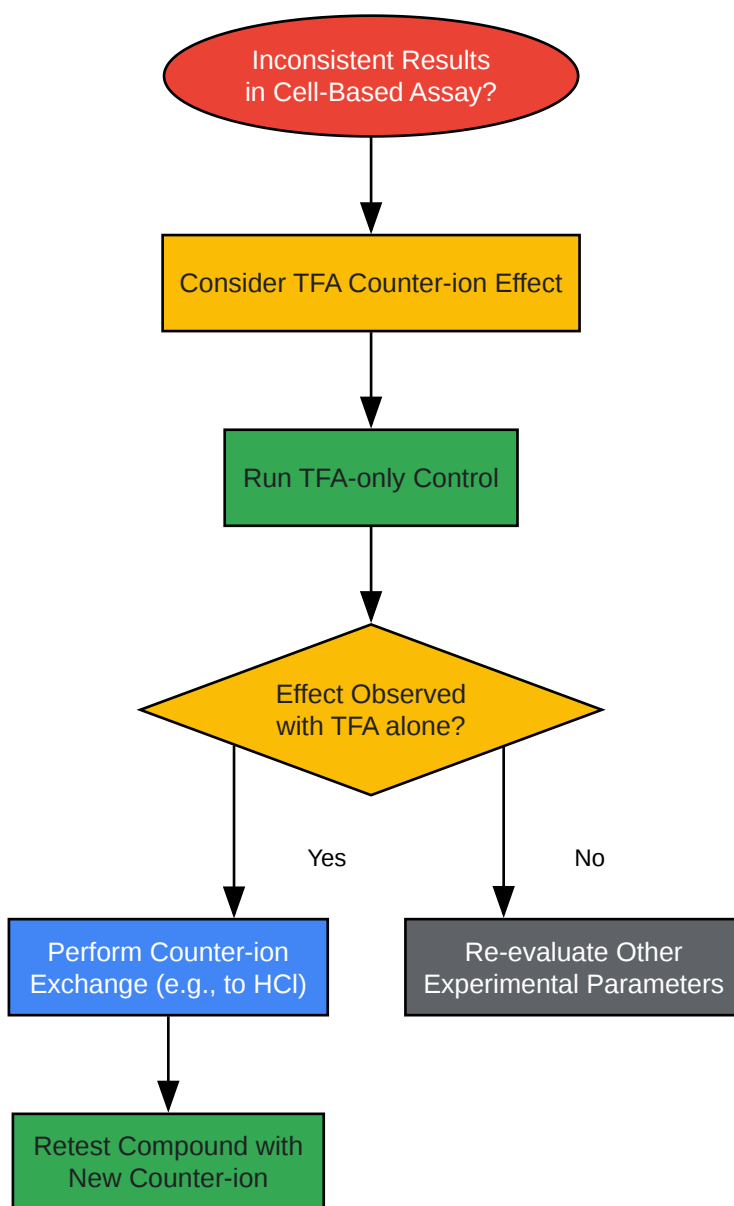 Inconsistent Results
in Cell-Based Assay?
Consider TFA Counter-ion Effect
Run TFA-only Control
Effect Observed
with TFA alone?
Yes
No
Perform Counter-ion
Exchange (e.g., to HCl)
Re-evaluate Other
Experimental Parameters
Retest Compound with
New Counter-ion